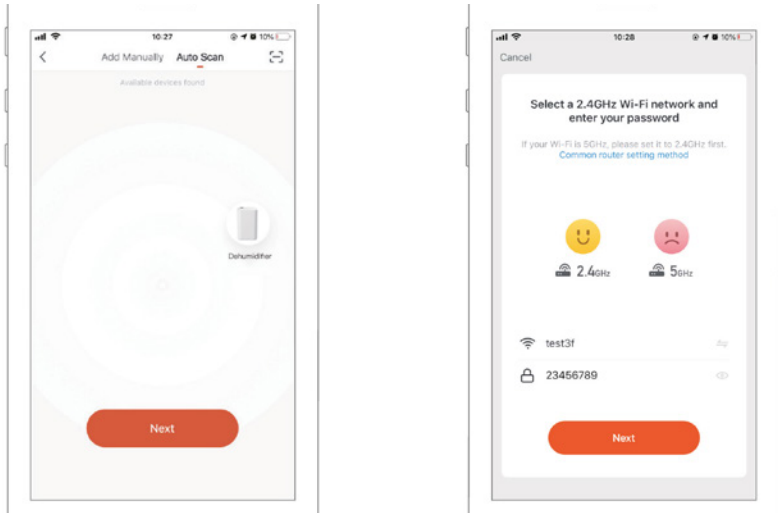 10:27
10%
Add Manually Auto Scan
Available devices found
Dehumidifier
Next
10:28
10%
Cancel
Select a 2.4GHz Wi-Fi network and
enter your password
If your Wi-Fi is 5GHz, please set it to 2.4GHz first.
Common router setting method
2.4GHz
5GHz
test3f
23456789
Next